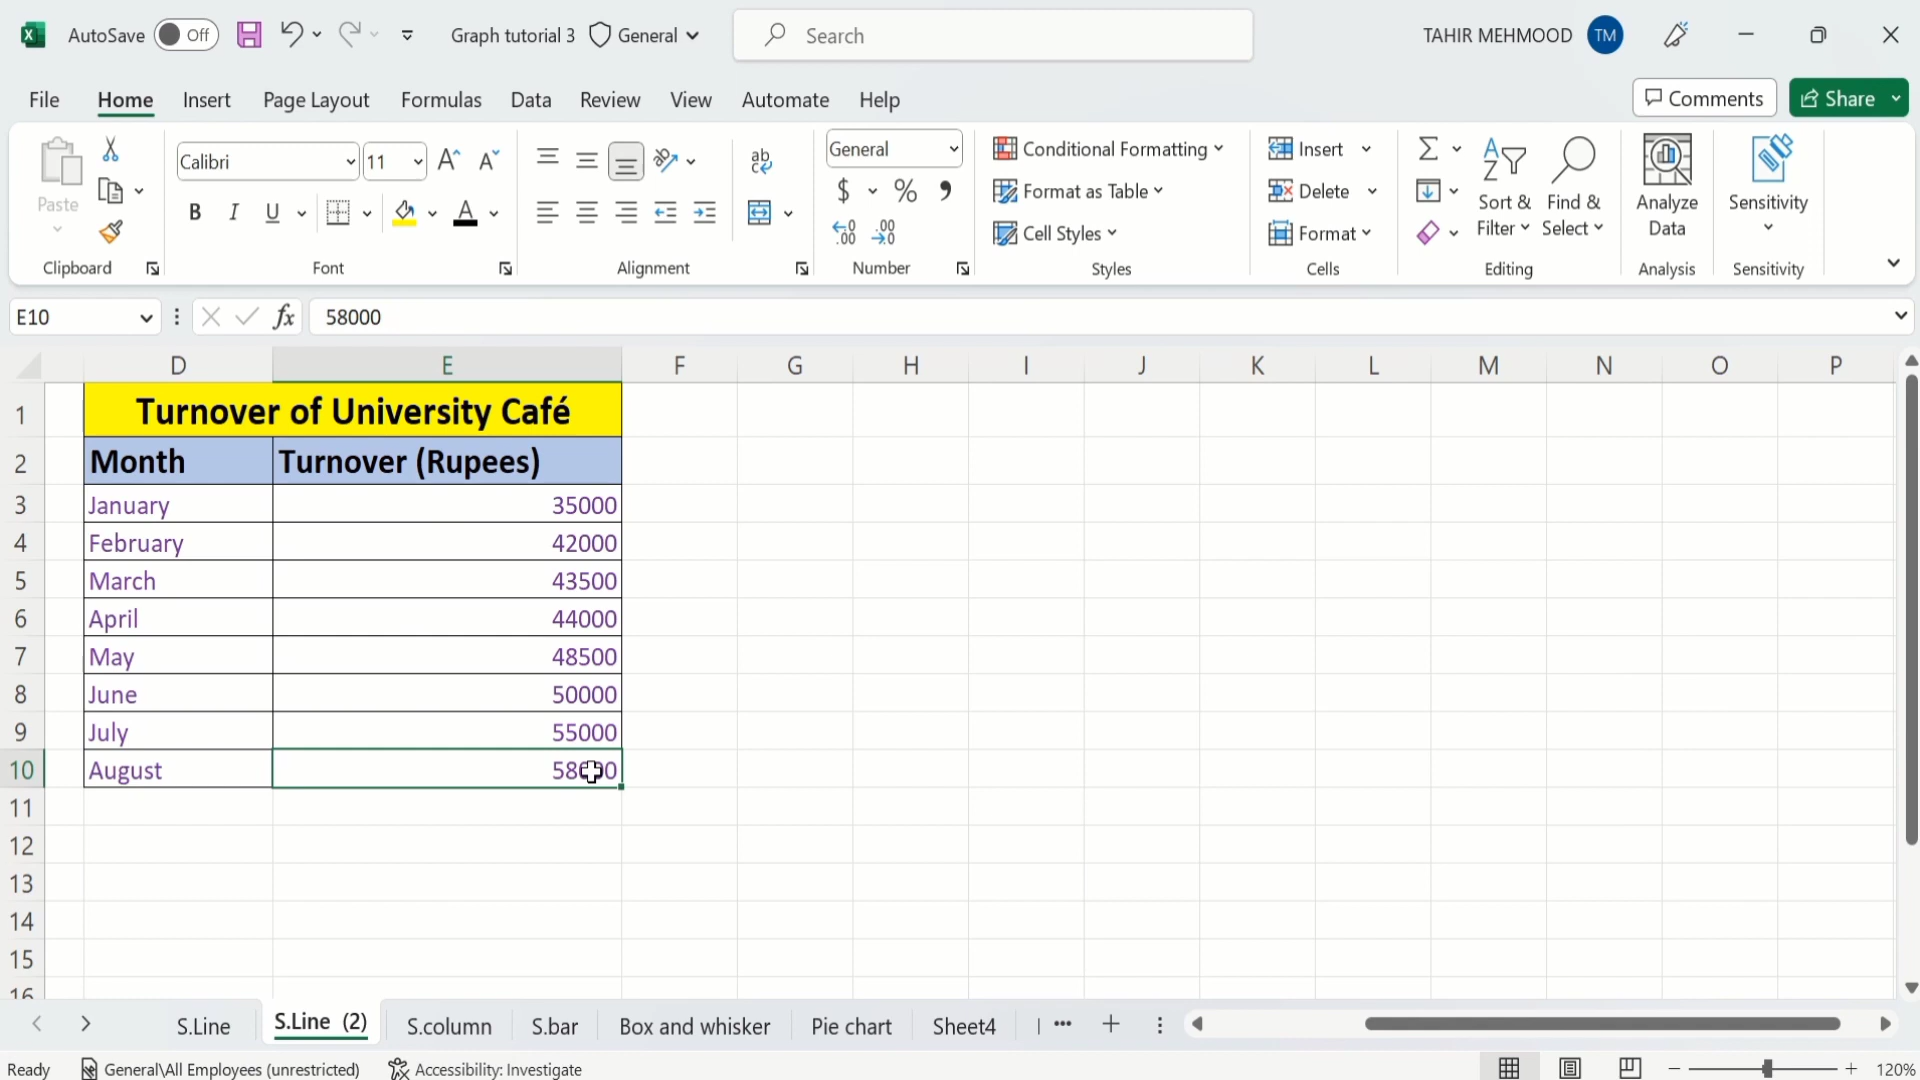 AutoSave Off Graph tutorial 3 General Search TAHIR MEHMOOD TM
File Home Insert Page Layout Formulas Data Review View Automate Help Comments Share
Paste
Clipboard
Calibri 11
B I U A
Font
ab
Alignment
General
$ % ,
Number
Conditional Formatting
Format as Table
Cell Styles
Styles
Insert
Delete
Format
Cells
Sort & Filter
Find & Select
Editing
Analyze Data
Analysis
Sensitivity
Sensitivity
E10 fx 58000
D E F G H I J K L M N O P
1 Turnover of University Café
2 Month Turnover (Rupees)
3 January 35000
4 February 42000
5 March 43500
6 April 44000
7 May 48500
8 June 50000
9 July 55000
10 August 58000
11
12
13
14
15
16
S.Line S.Line (2) S.column S.bar Box and whisker Pie chart Sheet4
Ready General\All Employees (unrestricted) Accessibility: Investigate 120%